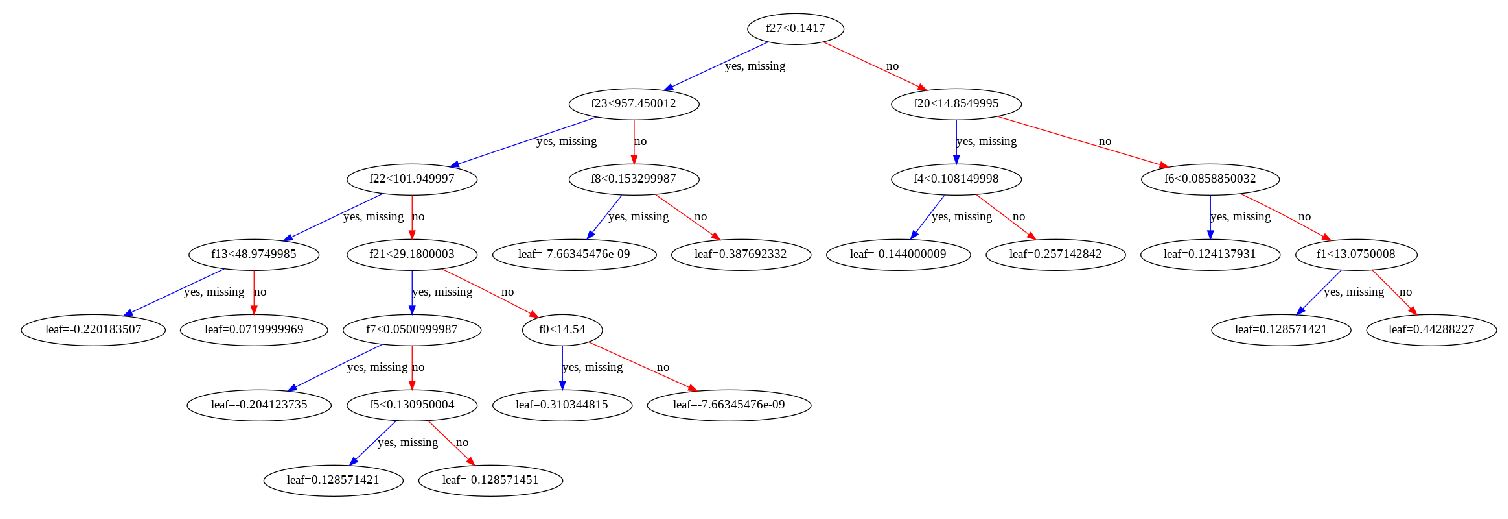 f27<0.1417
yes, missing
no
f23<957.450012
f20<14.8549995
yes, missing
no
yes, missing
no
f22<101.949997
f8<0.153299987
f4<0.108149998
f6<0.0858850032
yes, missing
no
yes, missing
no
yes, missing
no
yes, missing
no
f13<48.9749985
f21<29.1800003
leaf=-7.66345476e-09
leaf=0.387692332
leaf=-0.144000009
leaf=0.257142842
leaf=0.124137931
f1<13.0750008
yes, missing
no
yes, missing
no
yes, missing
no
leaf=-0.220183507
leaf=0.0719999969
f7<0.0500999987
f0<14.54
leaf=0.128571421
leaf=0.44288227
yes, missing
no
yes, missing
no
leaf=-0.204123735
f5<0.130950004
leaf=0.310344815
leaf=-7.66345476e-09
yes, missing
no
leaf=0.128571421
leaf=-0.128571451